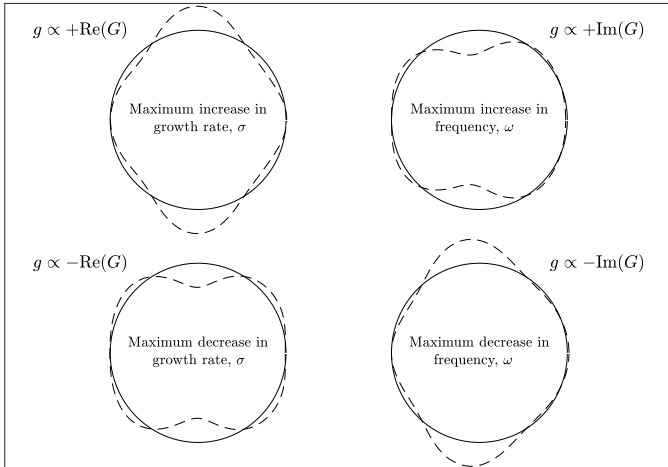 g ∝ +Re(G)
Maximum increase in
growth rate, σ
g ∝ +Im(G)
Maximum increase in
frequency, ω
g ∝ −Re(G)
Maximum decrease in
growth rate, σ
g ∝ −Im(G)
Maximum decrease in
frequency, ω